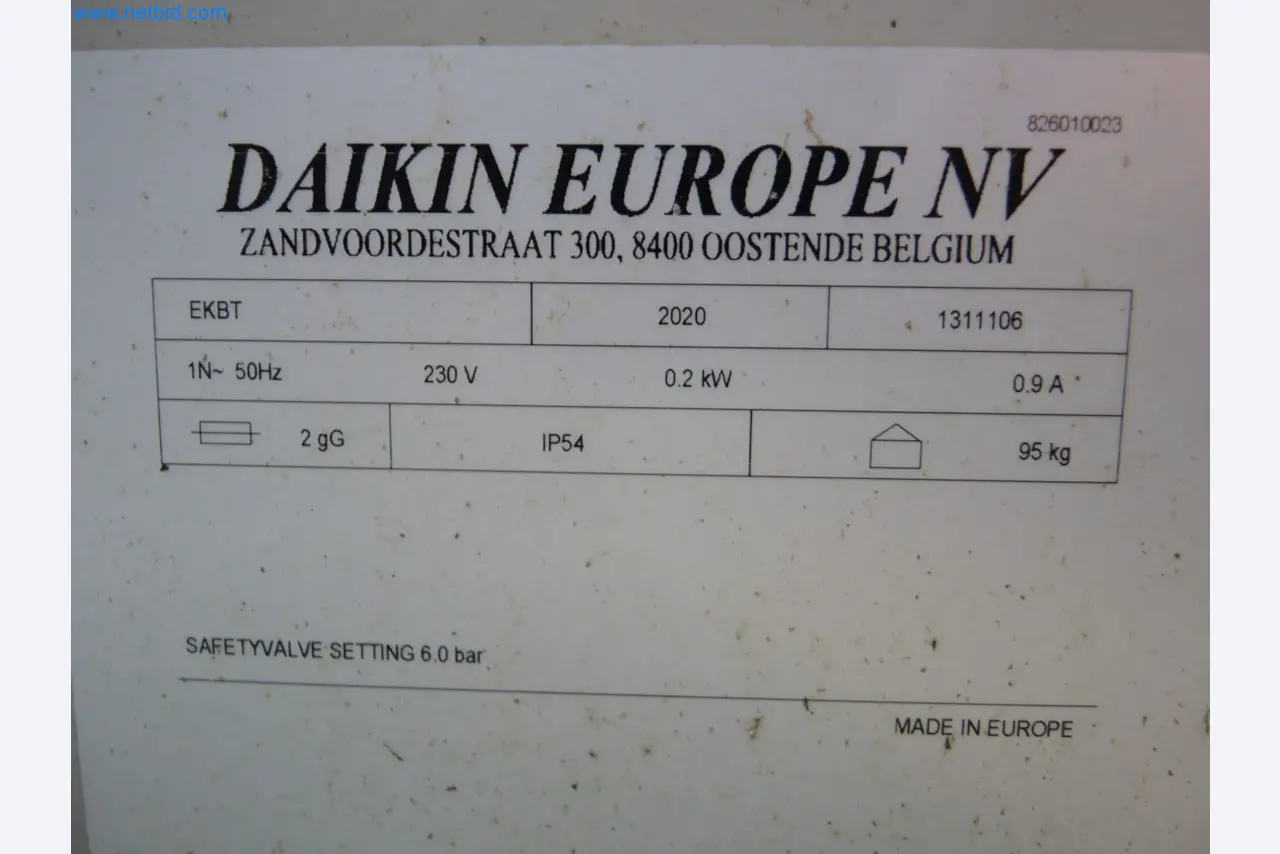 www.netbid.com
826010023
DAIKIN EUROPE NV
ZANDVOORDESTRAAT 300, 8400 OOSTENDE BELGIUM
EKBT 2020 1311106
1N~ 50Hz 230 V 0.2 kW 0.9 A
2 gG IP54 95 kg
SAFETYVALVE SETTING 6.0 bar
MADE IN EUROPE